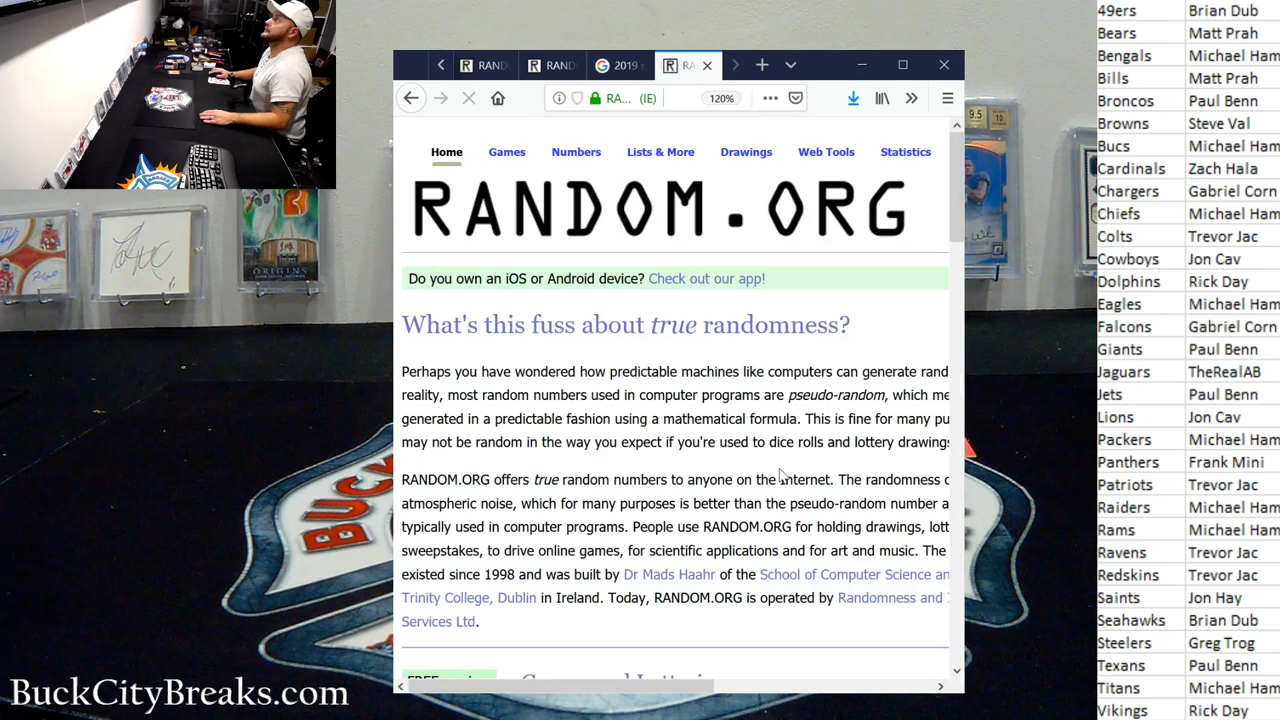 RAND
RAND
2019
RA
RA... (IE)
120%
Home Games Numbers Lists & More Drawings Web Tools Statistics
RANDOM.ORG
Do you own an iOS or Android device? Check out our app!
What's this fuss about true randomness?
Perhaps you have wondered how predictable machines like computers can generate rand
reality, most random numbers used in computer programs are pseudo-random, which me
generated in a predictable fashion using a mathematical formula. This is fine for many pu
may not be random in the way you expect if you're used to dice rolls and lottery drawings
RANDOM.ORG offers true random numbers to anyone on the Internet. The randomness c
atmospheric noise, which for many purposes is better than the pseudo-random number a
typically used in computer programs. People use RANDOM.ORG for holding drawings, lott
sweepstakes, to drive online games, for scientific applications and for art and music. The
existed since 1998 and was built by Dr Mads Haahr of the School of Computer Science an
Trinity College, Dublin in Ireland. Today, RANDOM.ORG is operated by Randomness and I
Services Ltd.
49ers Brian Dub
Bears Matt Prah
Bengals Michael Ham
Bills Matt Prah
Broncos Paul Benn
Browns Steve Val
Bucs Michael Ham
Cardinals Zach Hala
Chargers Gabriel Corn
Chiefs Michael Ham
Colts Trevor Jac
Cowboys Jon Cav
Dolphins Rick Day
Eagles Michael Ham
Falcons Gabriel Corn
Giants Paul Benn
Jaguars TheRealAB
Jets Paul Benn
Lions Jon Cav
Packers Michael Ham
Panthers Frank Mini
Patriots Trevor Jac
Raiders Michael Ham
Rams Michael Ham
Ravens Trevor Jac
Redskins Trevor Jac
Saints Jon Hay
Seahawks Brian Dub
Steelers Greg Trog
Texans Paul Benn
Titans Michael Ham
Vikings Rick Day
ORIGINS
9.5
10
BUCK
BuckCityBreaks.com